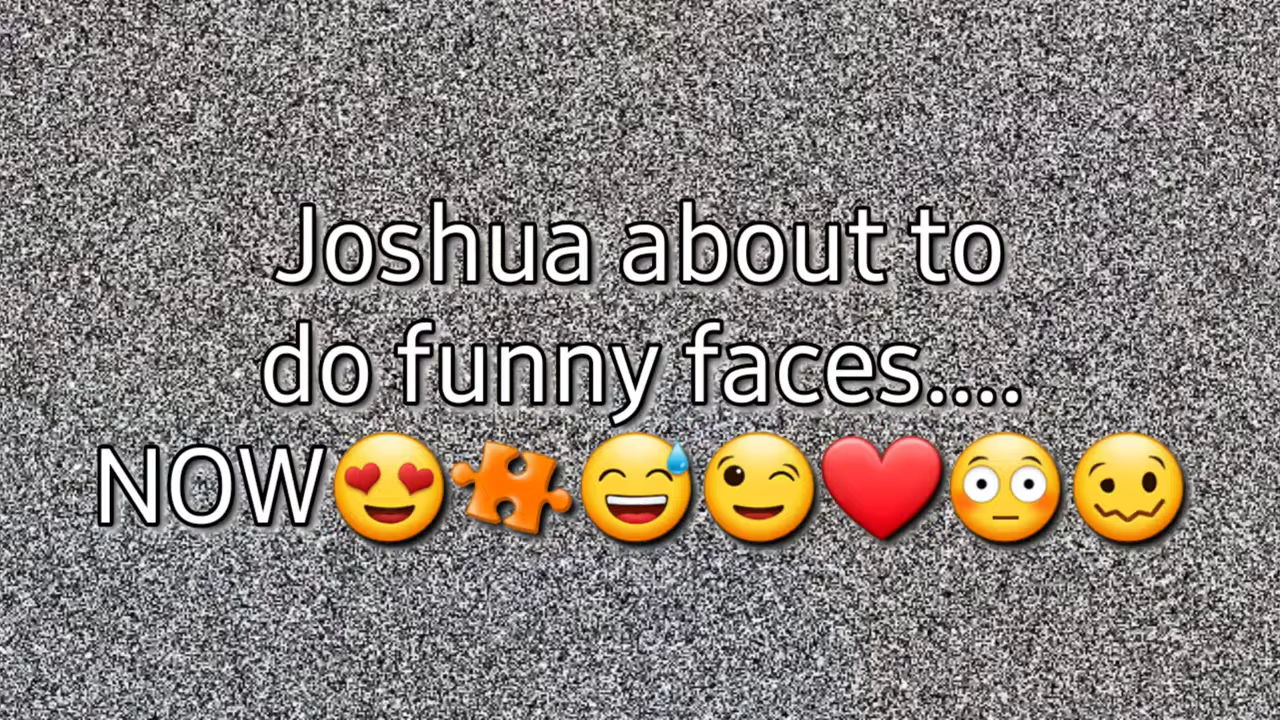 Joshua about to
do funny faces....
NOW😍🧩😅😉❤️😳🥴